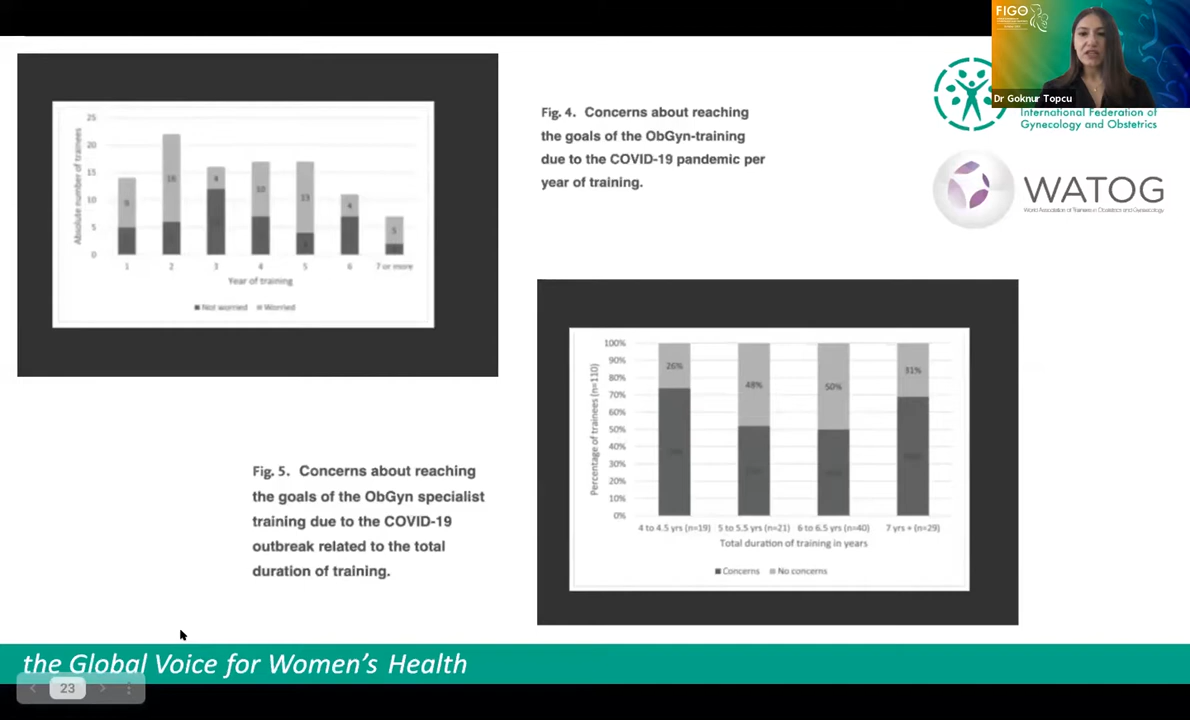 FIGO
Dr Goknur Topcu
International Federation of
Gynecology and Obstetrics
WATOG
World Association of Trainees in Obstetrics and Gynecology
Fig. 4. Concerns about reaching
the goals of the ObGyn-training
due to the COVID-19 pandemic per
year of training.
Absolute number of trainees
25
20
15
10
5
0
9
16
4
10
13
4
5
1
2
3
4
5
6
7 or more
Year of training
Not worried
Worried
Fig. 5. Concerns about reaching
the goals of the ObGyn specialist
training due to the COVID-19
outbreak related to the total
duration of training.
Percentage of trainees (n=110)
100%
90%
80%
70%
60%
50%
40%
30%
20%
10%
0%
26%
48%
50%
31%
4 to 4.5 yrs (n=19)
5 to 5.5 yrs (n=21)
6 to 6.5 yrs (n=40)
7 yrs + (n=29)
Total duration of training in years
Concerns
No concerns
the Global Voice for Women's Health
23